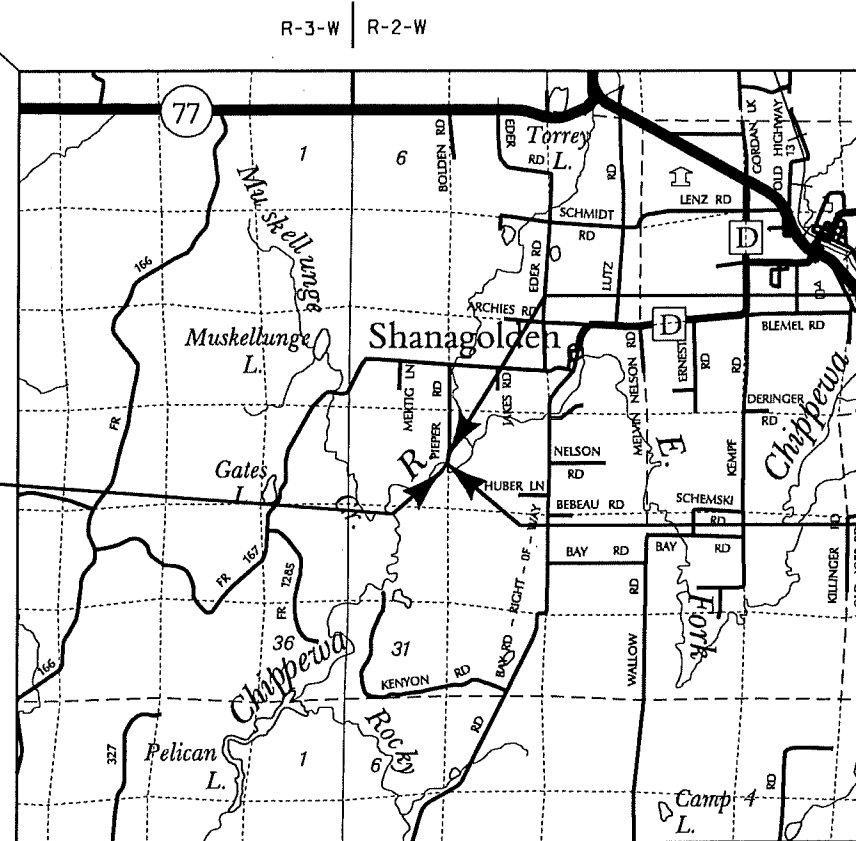 R-3-W R-2-W
77
1
6
BOLDEN RD
EDER
RD
Torrey
L.
RD
GORDAN LK
OLD HIGHWAY
13
LENZ RD
SCHMIDT
RD
D
Muskellunge
166
EDER RD
LUTZ
ARCHIES RD
D
BLEMEL RD
Muskellunge
L.
Shanagolden
MERTIG LN
PIEPER RD
JAKES RD
MELVIN NELSON RD
ERNEST
RD
RD
DERINGER
RD
Chippewa
FR
KEMPF
E.
NELSON
RD
R.
Gates
L.
HUBER LN
BEBEAU RD
SCHEMSKI
RD
RD
Cr.
WAY
OF
RIGHT
BAY RD
BAY RD
KILLINGER
FR 167
FR 1285
RD
Fork
36
31
Chippewa
BAY RD
WALLOW
KENYON RD
166
Rocky
RD
327
Pelican
L.
1
6
RD
Camp 4
L.